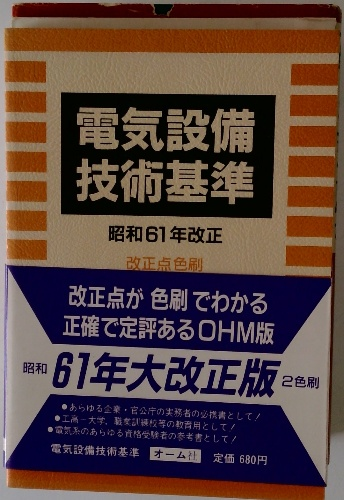 電気設備
技術基準
昭和61年改正
改正点色刷
改正点が色刷でわかる
正確で定評あるOHM版
昭和 61年大改正版 2色刷
●あらゆる企業・官公庁の実務者の必携書として!
●工高-大学、職業訓練校等の教育用として!
●電気系のあらゆる資格受験者の参考書として!
電気設備技術基準 オーム社 定価 680円